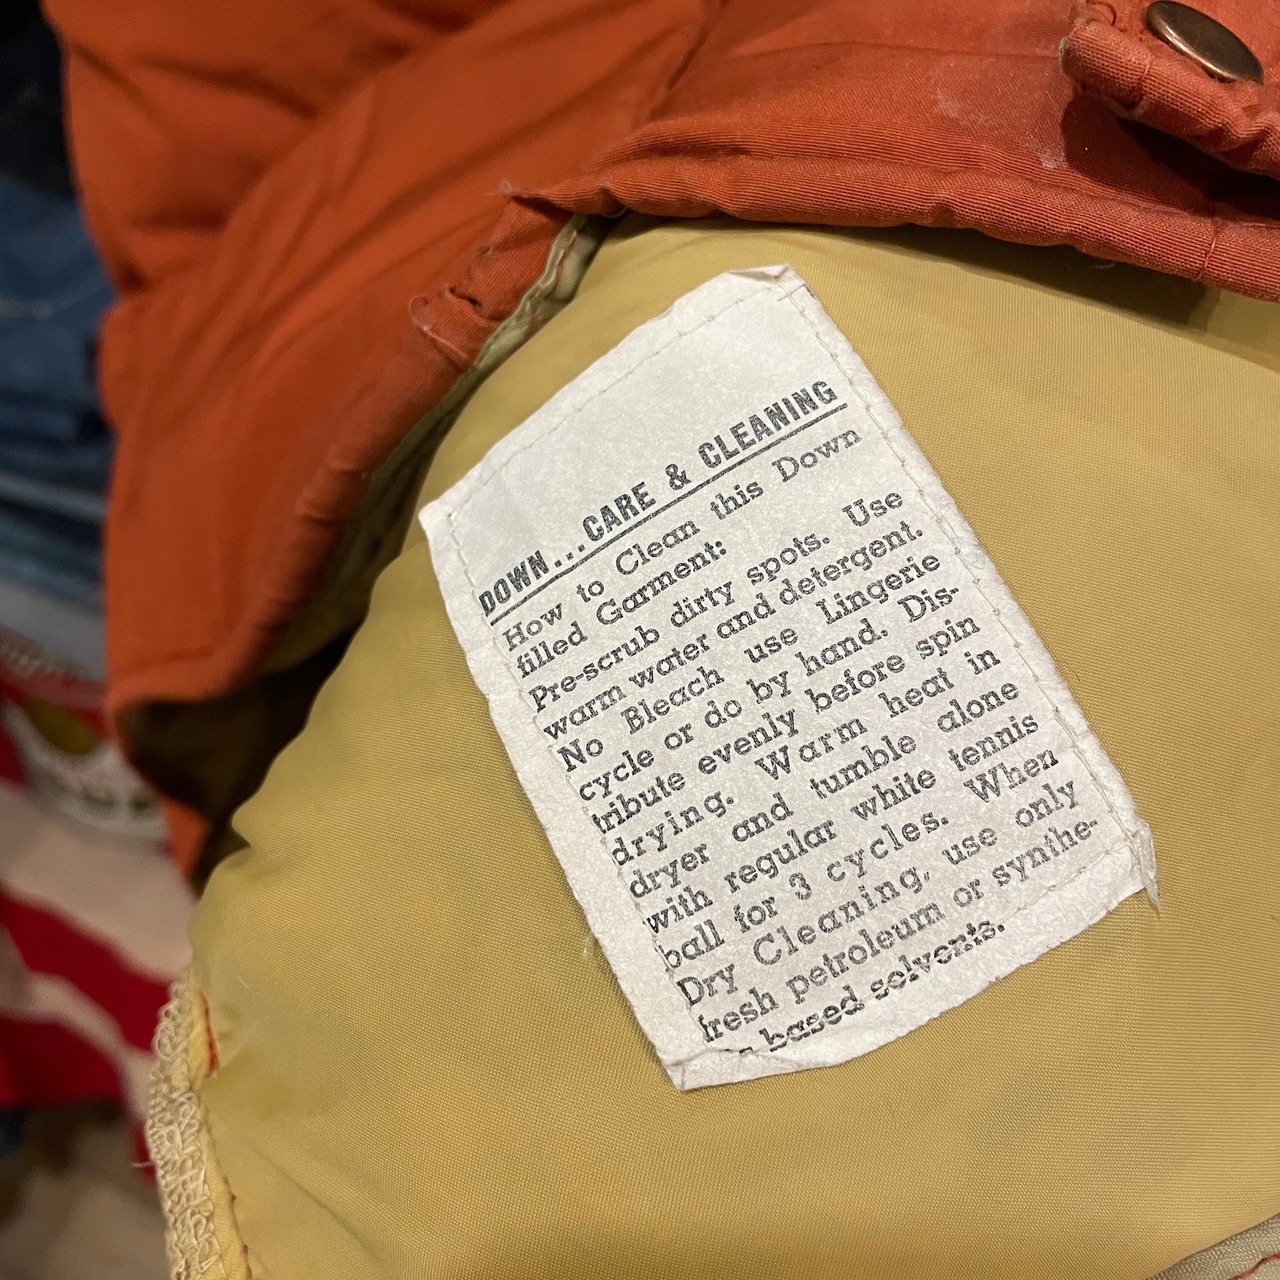 DOWN...CARE & CLEANING
How to Clean this Down
filled Garment:
Pre-scrub dirty spots. Use
warm water and detergent.
No Bleach use Lingerie
cycle or do by hand. Dis-
tribute evenly before spin
drying. Warm heat in
dryer and tumble alone
with regular white tennis
ball for 3 cycles. When
Dry Cleaning, use only
fresh petroleum or synthe-
based solvents.